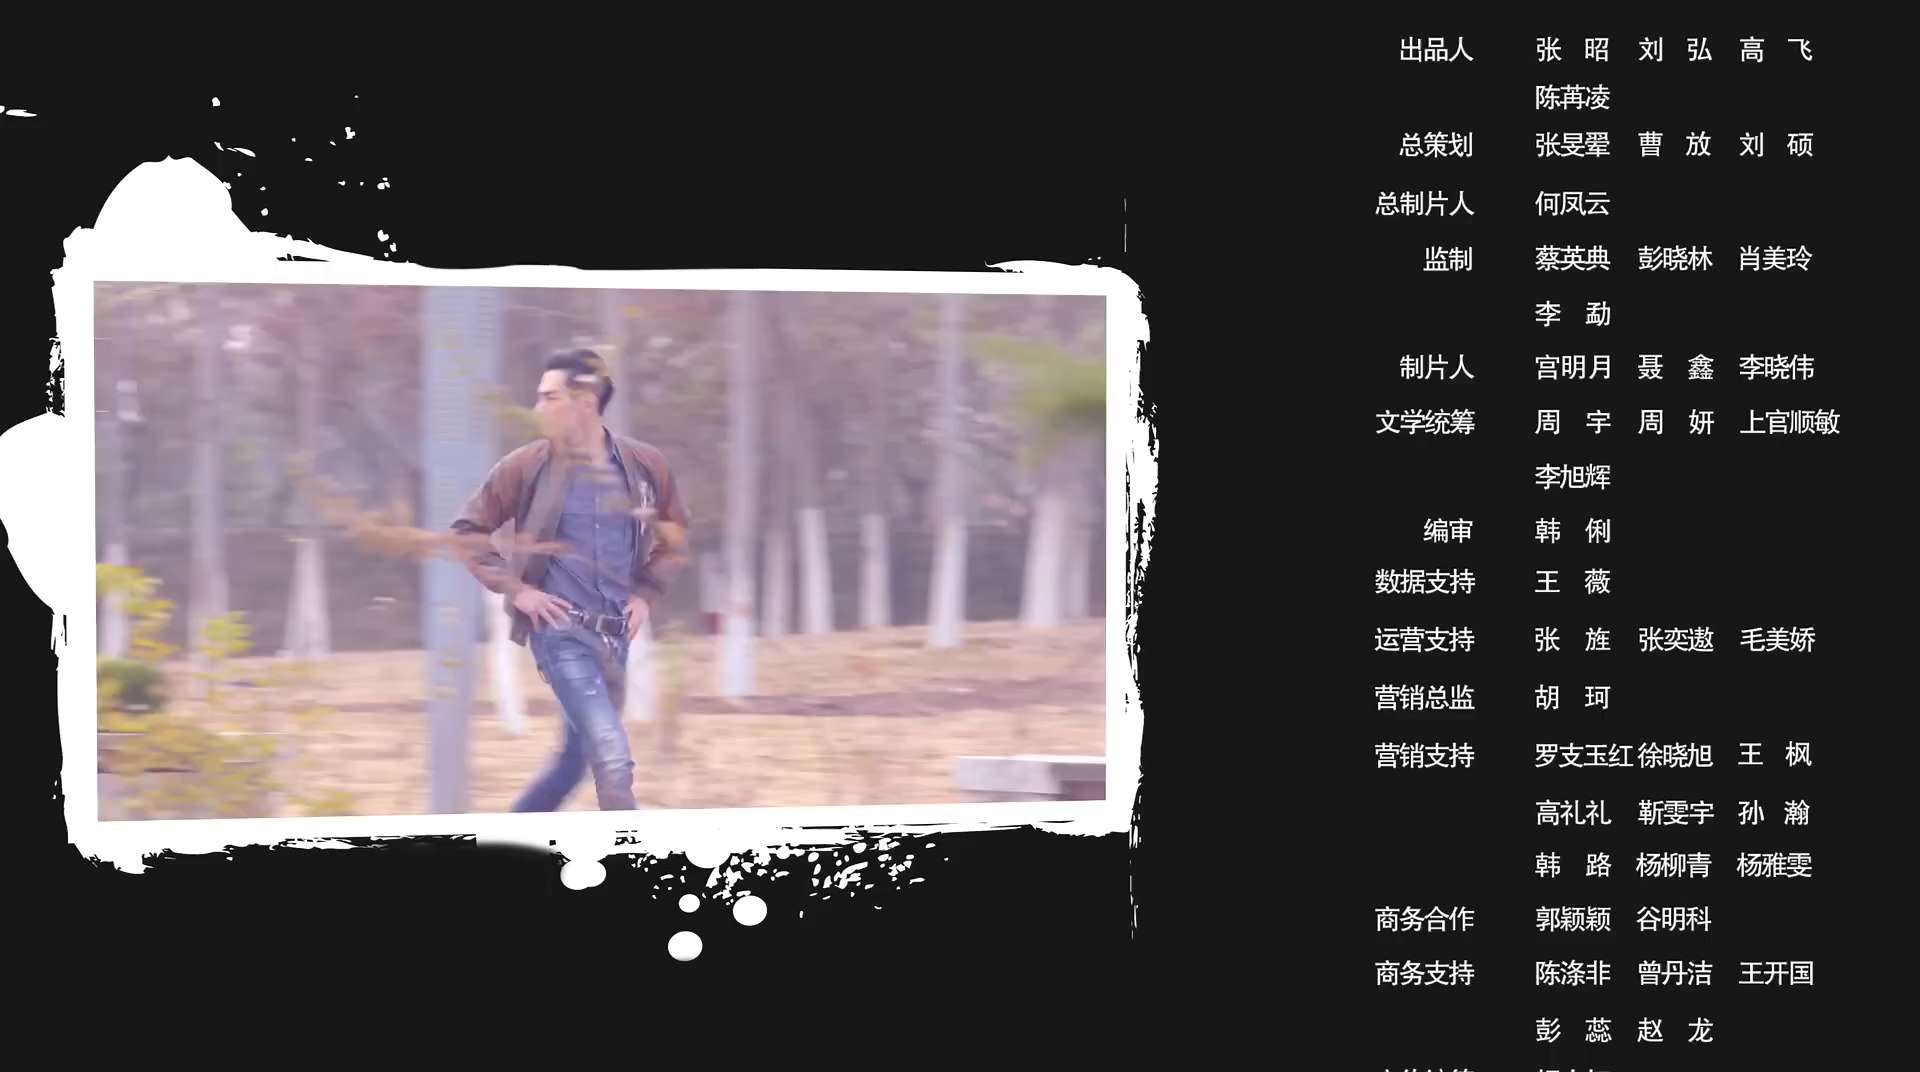 出品人 张 昭 刘 弘 高 飞
陈苒凌
总策划 张旻翚 曹 放 刘 硕
总制片人 何凤云
监制 蔡英典 彭晓林 肖美玲
李 勐
制片人 宫明月 聂 鑫 李晓伟
文学统筹 周 宇 周 妍 上官顺敏
李旭辉
编审 韩 俐
数据支持 王 薇
运营支持 张 旌 张奕遨 毛美娇
营销总监 胡 珂
营销支持 罗支玉红 徐晓旭 王 枫
高礼礼 靳雯宇 孙 瀚
韩 路 杨柳青 杨雅雯
商务合作 郭颖颖 谷明科
商务支持 陈涤非 曾丹洁 王开国
彭 蕊 赵 龙